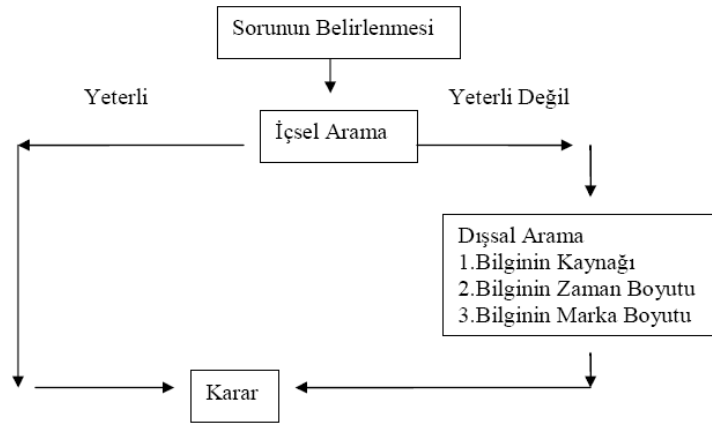 Sorunun Belirlenmesi
Yeterli
Yeterli Değil
İçsel Arama
Dışsal Arama
1.Bilginin Kaynağı
2.Bilginin Zaman Boyutu
3.Bilginin Marka Boyutu
Karar